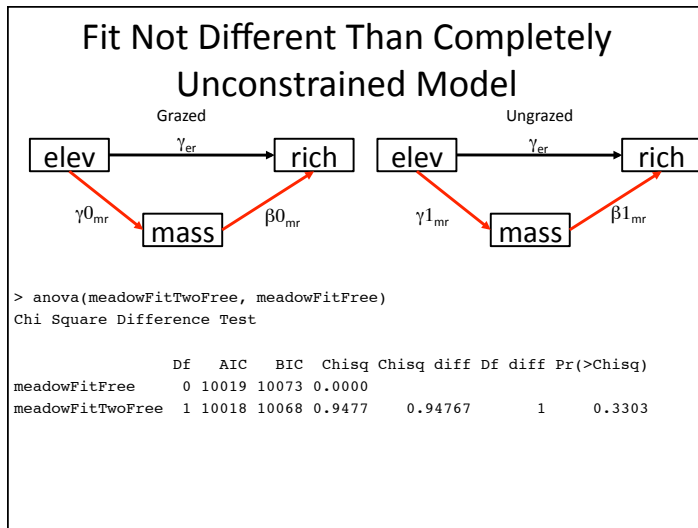 Fit Not Different Than Completely
Unconstrained Model
Grazed
Ungrazed
elev
γer
rich
elev
γer
rich
γ0mr
mass
β0mr
γ1mr
mass
β1mr
> anova(meadowFitTwoFree, meadowFitFree)
Chi Square Difference Test
Df AIC BIC Chisq Chisq diff Df diff Pr(>Chisq)
meadowFitFree 0 10019 10073 0.0000
meadowFitTwoFree 1 10018 10068 0.9477 0.94767 1 0.3303